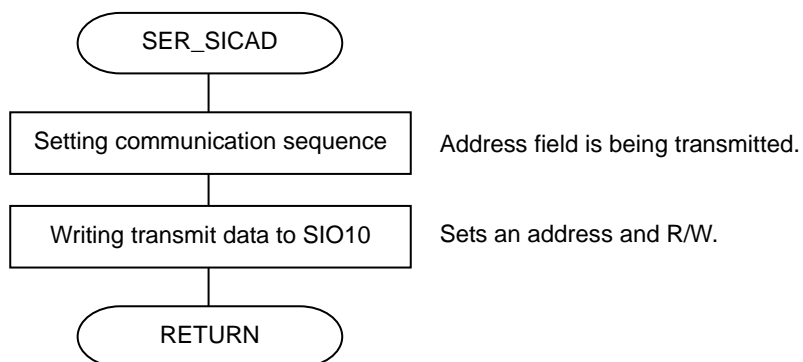 SER_SICAD
Setting communication sequence
Address field is being transmitted.
Writing transmit data to SIO10
Sets an address and R/W.
RETURN